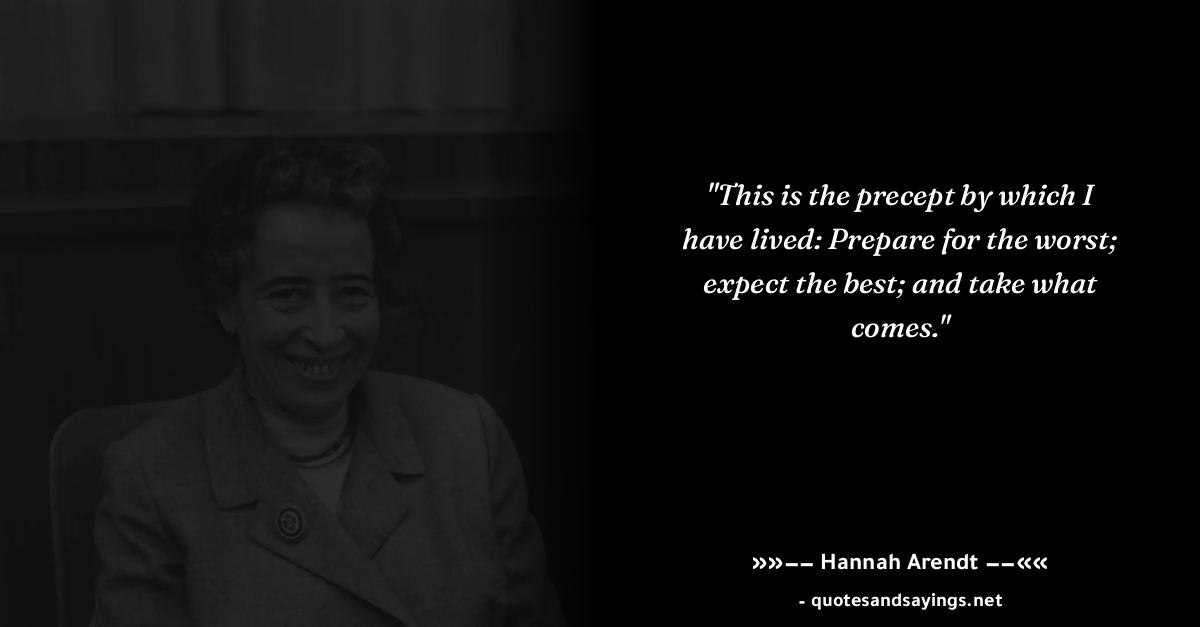 "This is the precept by which I
have lived: Prepare for the worst;
expect the best; and take what
comes."
»»−− Hannah Arendt −−««
- quotesandsayings.net